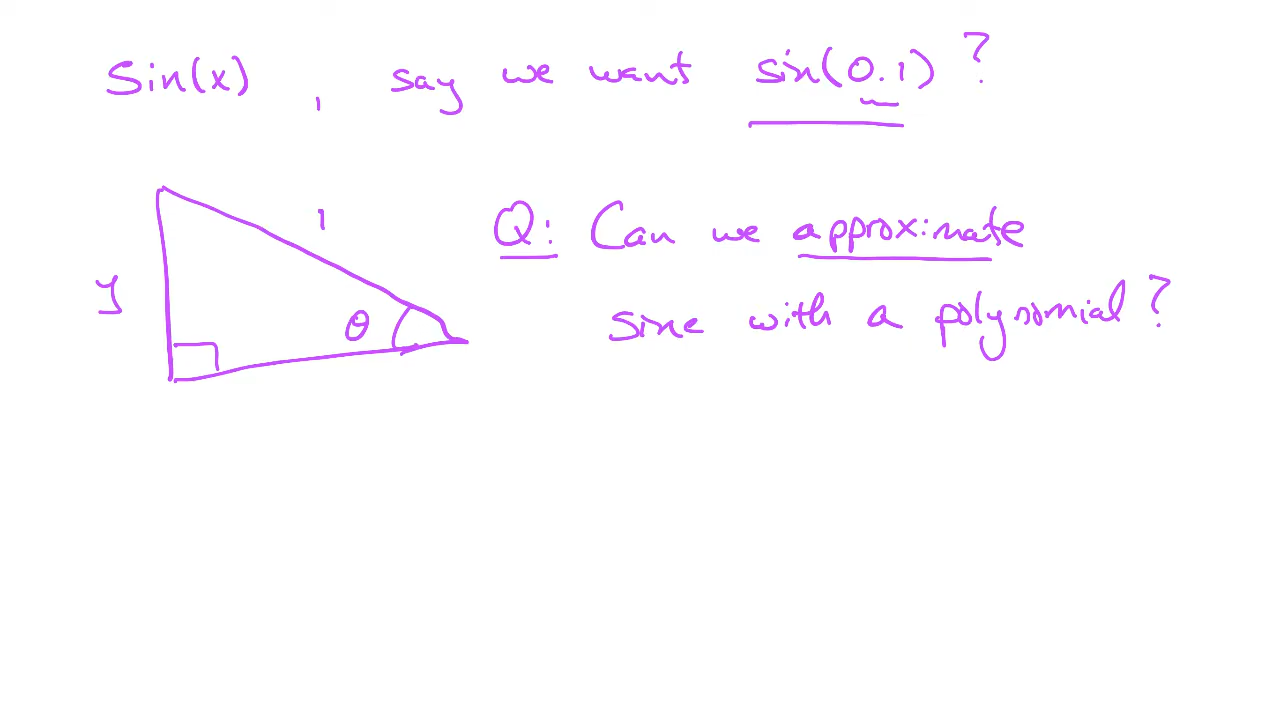 Sin(x), say we want sin(0.1)?
1
Q: Can we approximate
y
θ
sine with a polynomial?